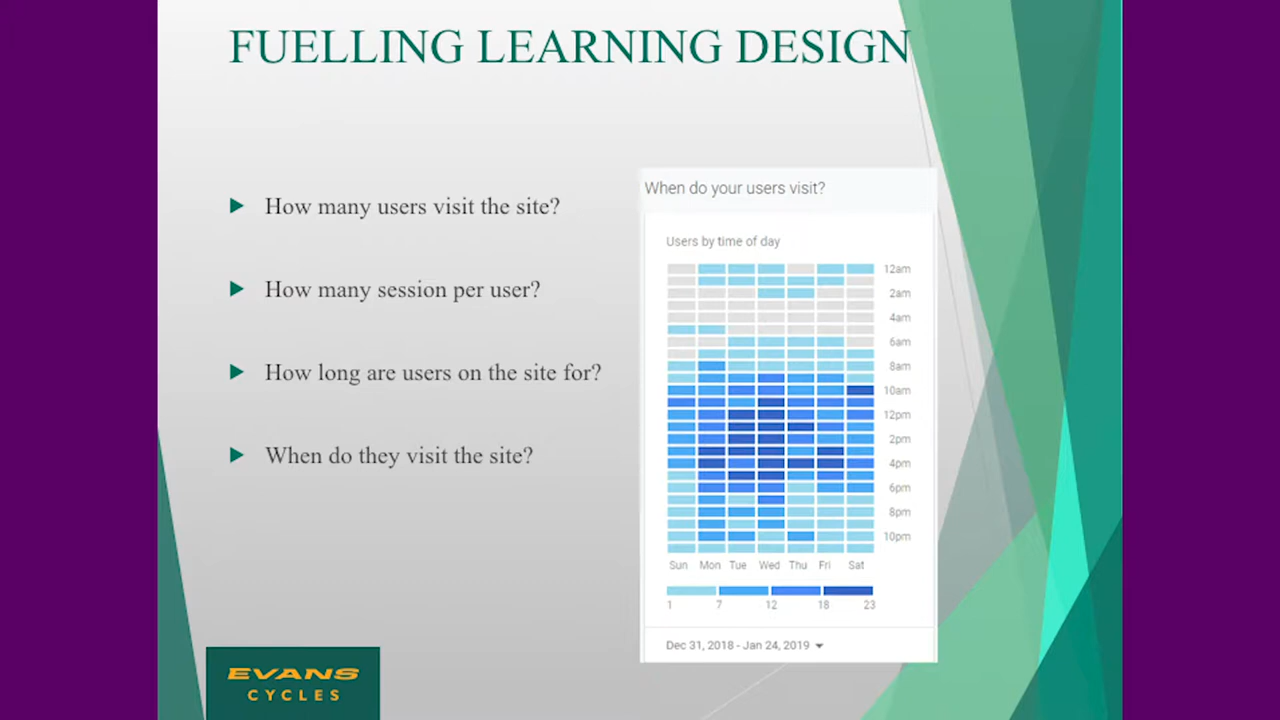 FUELLING LEARNING DESIGN
How many users visit the site?
How many session per user?
How long are users on the site for?
When do they visit the site?
When do your users visit?
Users by time of day
12am
2am
4am
6am
8am
10am
12pm
2pm
4pm
6pm
8pm
10pm
Sun Mon Tue Wed Thu Fri Sat
1 7 12 18 23
Dec 31, 2018 - Jan 24, 2019
EVANS
CYCLES